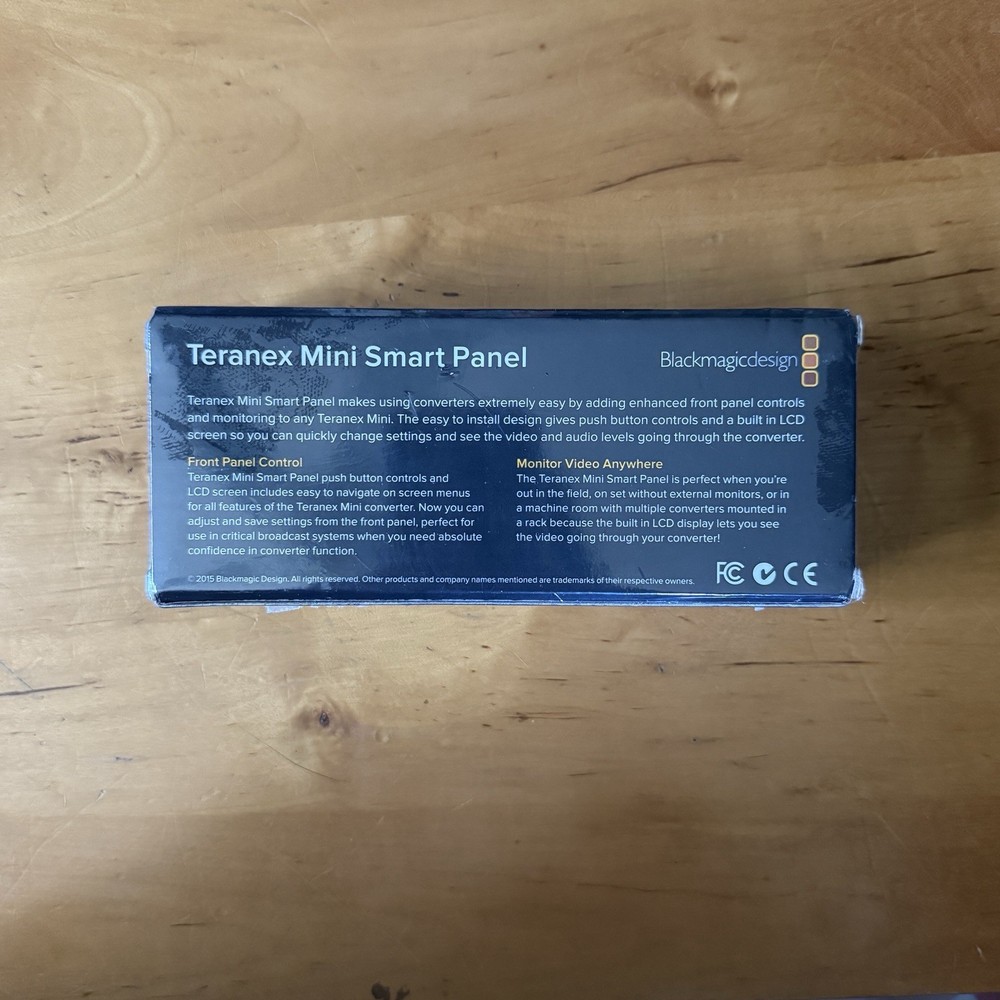 Teranex Mini Smart Panel
Blackmagicdesign
Teranex Mini Smart Panel makes using converters extremely easy by adding enhanced front panel controls
and monitoring to any Teranex Mini. The easy to install design gives push button controls and a built in LCD
screen so you can quickly change settings and see the video and audio levels going through the converter.
Front Panel Control
Teranex Mini Smart Panel push button controls and
LCD screen includes easy to navigate on screen menus
for all features of the Teranex Mini converter. Now you can
adjust and save settings from the front panel, perfect for
use in critical broadcast systems when you need absolute
confidence in converter function.
Monitor Video Anywhere
The Teranex Mini Smart Panel is perfect when you're
out in the field, on set without external monitors, or in
a machine room with multiple converters mounted in
a rack because the built in LCD display lets you see
the video going through your converter!
© 2015 Blackmagic Design. All rights reserved. Other products and company names mentioned are trademarks of their respective owners.
FC CE